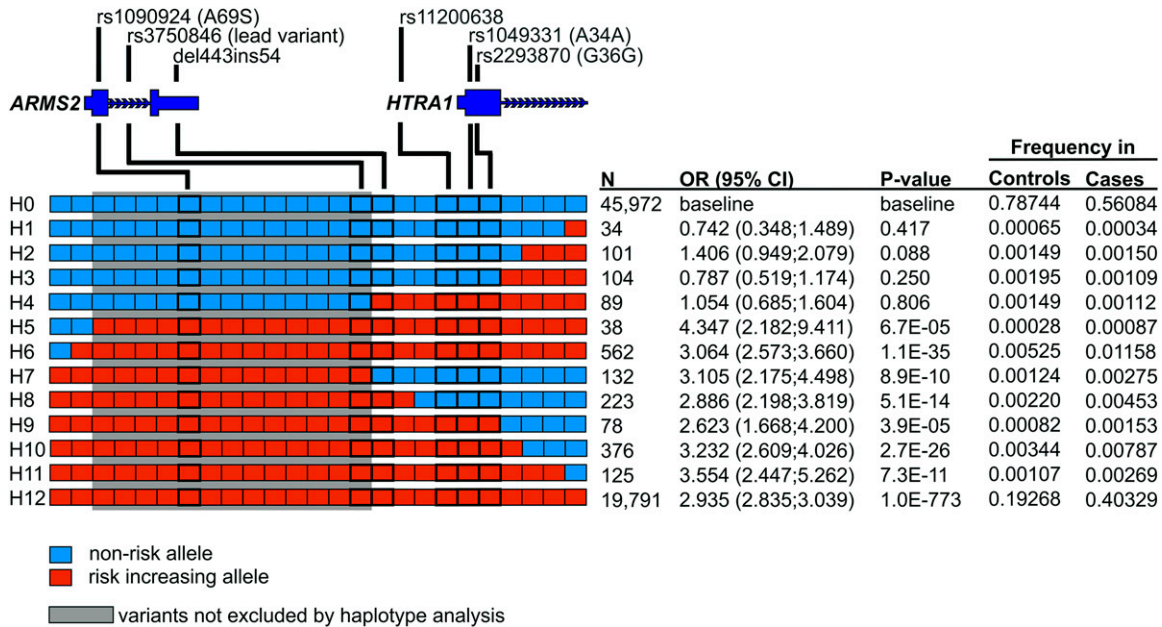 rs1090924 (A69S)
rs3750846 (lead variant)
del443ins54
rs11200638
rs1049331 (A34A)
rs2293870 (G36G)
ARMS2
HTRA1
Frequency in
N OR (95% CI) P-value Controls Cases
H0 45,972 baseline baseline 0.78744 0.56084
H1 34 0.742 (0.348;1.489) 0.417 0.00065 0.00034
H2 101 1.406 (0.949;2.079) 0.088 0.00149 0.00150
H3 104 0.787 (0.519;1.174) 0.250 0.00195 0.00109
H4 89 1.054 (0.685;1.604) 0.806 0.00149 0.00112
H5 38 4.347 (2.182;9.411) 6.7E-05 0.00028 0.00087
H6 562 3.064 (2.573;3.660) 1.1E-35 0.00525 0.01158
H7 132 3.105 (2.175;4.498) 8.9E-10 0.00124 0.00275
H8 223 2.886 (2.198;3.819) 5.1E-14 0.00220 0.00453
H9 78 2.623 (1.668;4.200) 3.9E-05 0.00082 0.00153
H10 376 3.232 (2.609;4.026) 2.7E-26 0.00344 0.00787
H11 125 3.554 (2.447;5.262) 7.3E-11 0.00107 0.00269
H12 19,791 2.935 (2.835;3.039) 1.0E-773 0.19268 0.40329
non-risk allele
risk increasing allele
variants not excluded by haplotype analysis